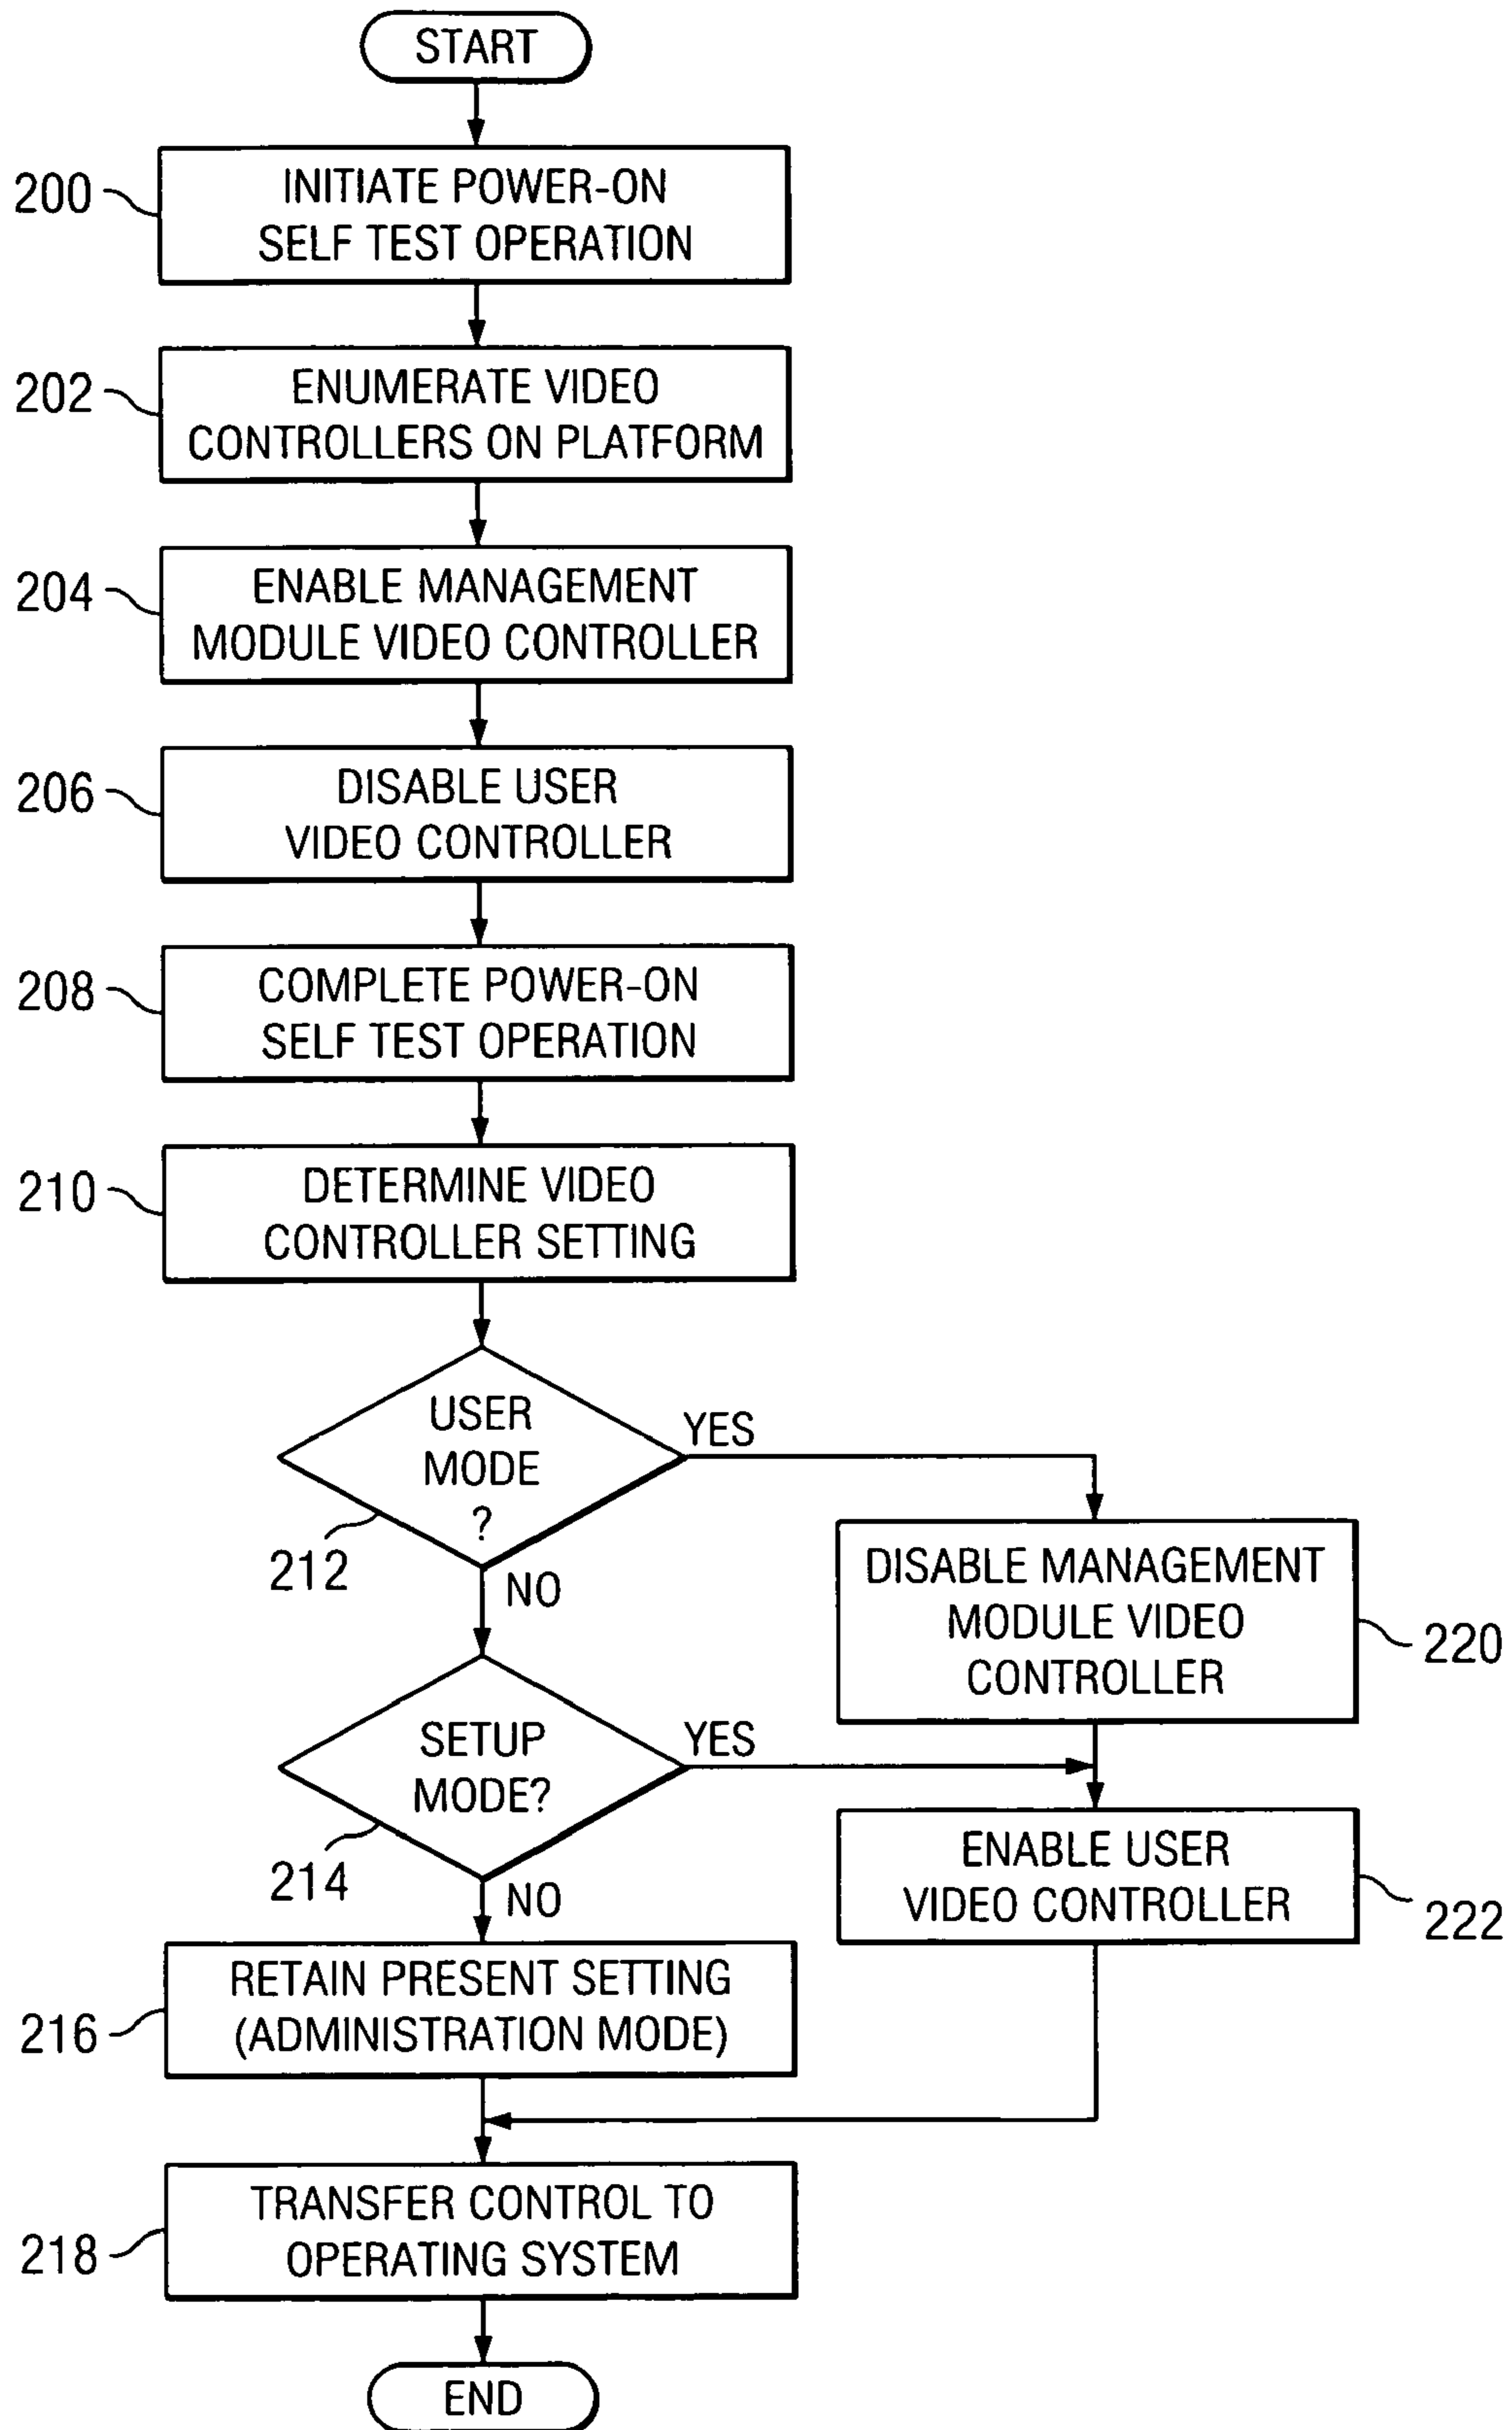 START
200
INITIATE POWER-ON
SELF TEST OPERATION
202
ENUMERATE VIDEO
CONTROLLERS ON PLATFORM
204
ENABLE MANAGEMENT
MODULE VIDEO CONTROLLER
206
DISABLE USER
VIDEO CONTROLLER
208
COMPLETE POWER-ON
SELF TEST OPERATION
210
DETERMINE VIDEO
CONTROLLER SETTING
USER
MODE
?
212
YES
NO
DISABLE MANAGEMENT
MODULE VIDEO
CONTROLLER
220
SETUP
MODE?
214
YES
NO
ENABLE USER
VIDEO CONTROLLER
222
RETAIN PRESENT SETTING
(ADMINISTRATION MODE)
216
TRANSFER CONTROL TO
OPERATING SYSTEM
218
END